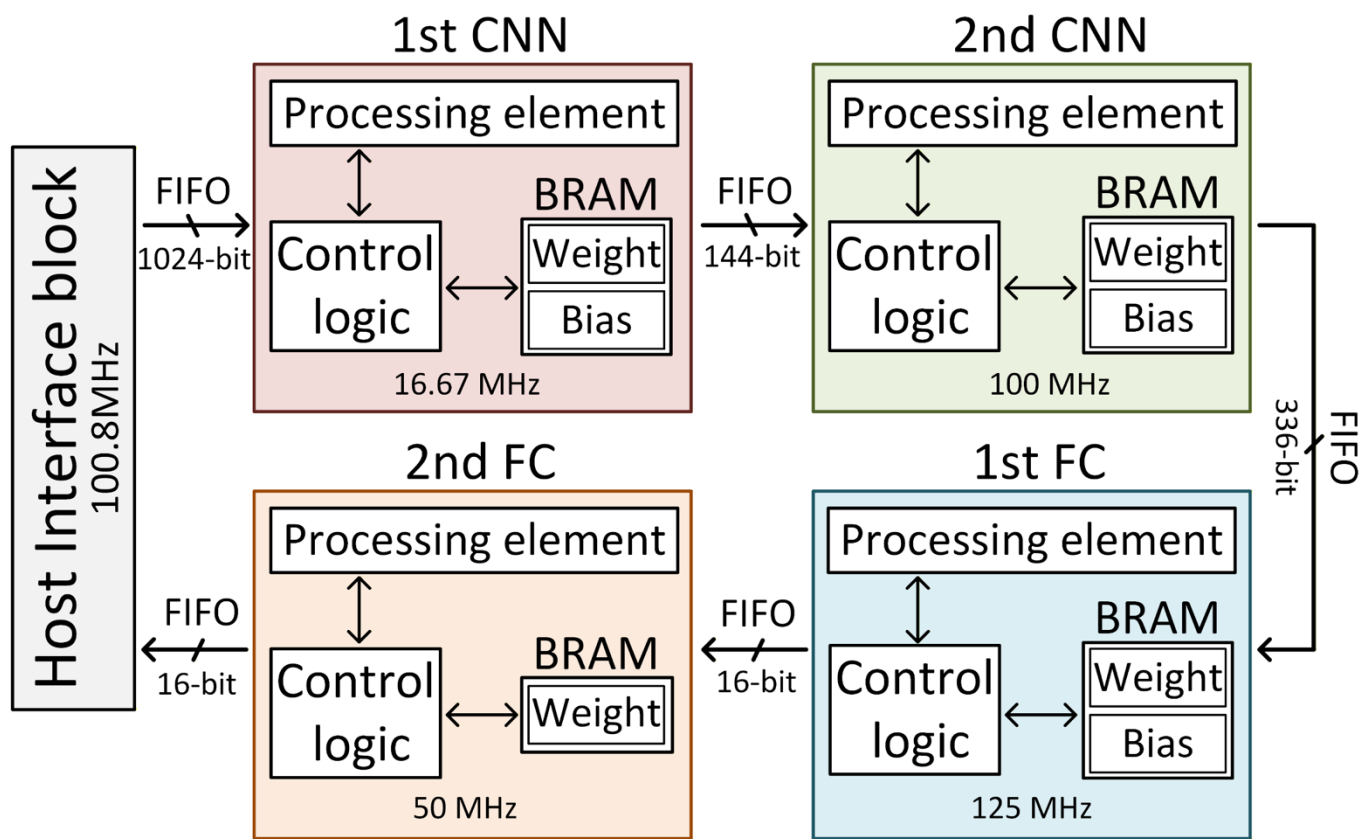 Host Interface block
100.8MHz
FIFO
1024-bit
1st CNN
Processing element
Control
logic
BRAM
Weight
Bias
16.67 MHz
FIFO
144-bit
2nd CNN
Processing element
Control
logic
BRAM
Weight
Bias
100 MHz
FIFO
336-bit
1st FC
Processing element
Control
logic
BRAM
Weight
Bias
125 MHz
FIFO
16-bit
2nd FC
Processing element
Control
logic
BRAM
Weight
50 MHz
FIFO
16-bit